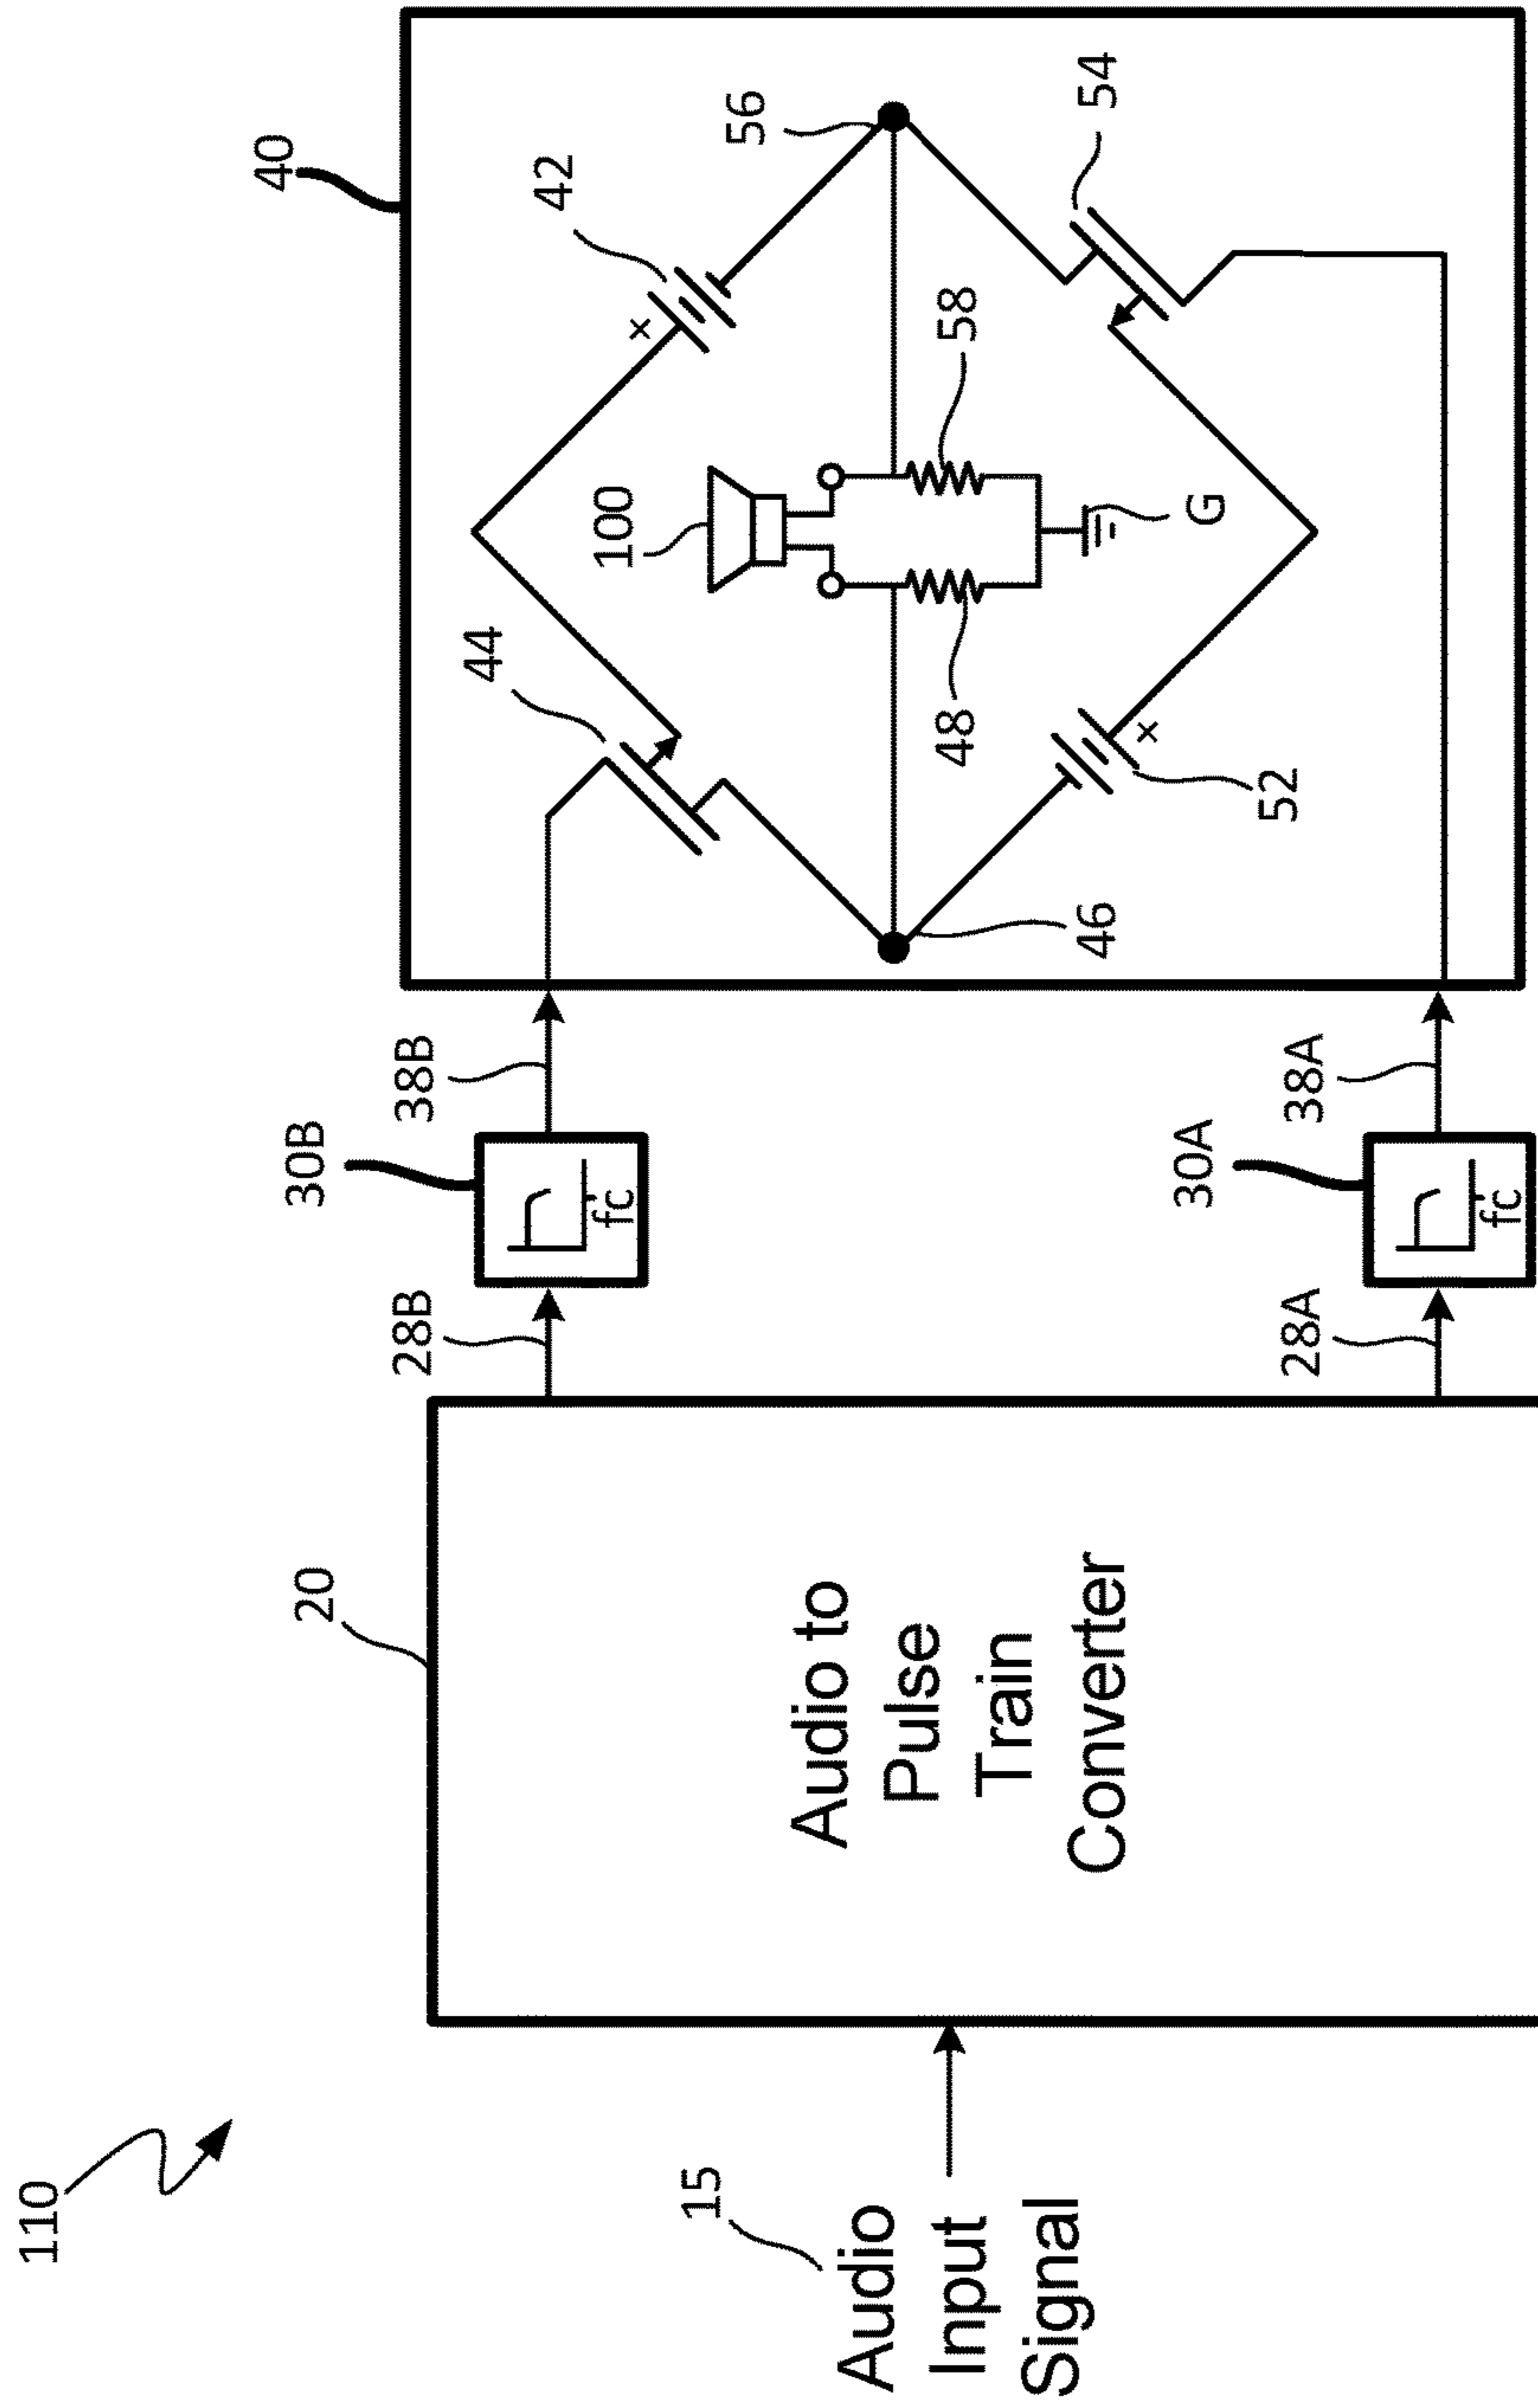 110
15
Audio
Input
Signal
20
Audio to
Pulse
Train
Converter
28B
28A
30B
fc
30A
fc
38B
38A
40
44
42
×
100
56
46
48
58
G
52
×
54